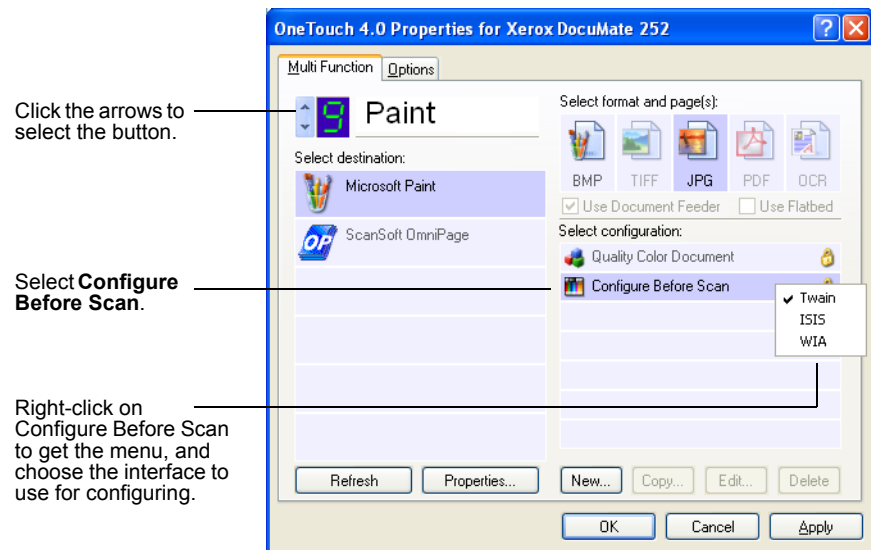 OneTouch 4.0 Properties for Xerox DocuMate 252
Multi Function
Options
Click the arrows to
select the button.
9
Paint
Select destination:
Microsoft Paint
OP
ScanSoft OmniPage
Select format and page(s):
BMP
TIFF
JPG
PDF
OCR
Use Document Feeder
Use Flatbed
Select configuration:
Quality Color Document
Configure Before Scan
Twain
ISIS
WIA
Select Configure
Before Scan.
Right-click on
Configure Before Scan
to get the menu, and
choose the interface to
use for configuring.
Refresh
Properties...
New...
Copy...
Edit...
Delete
OK
Cancel
Apply